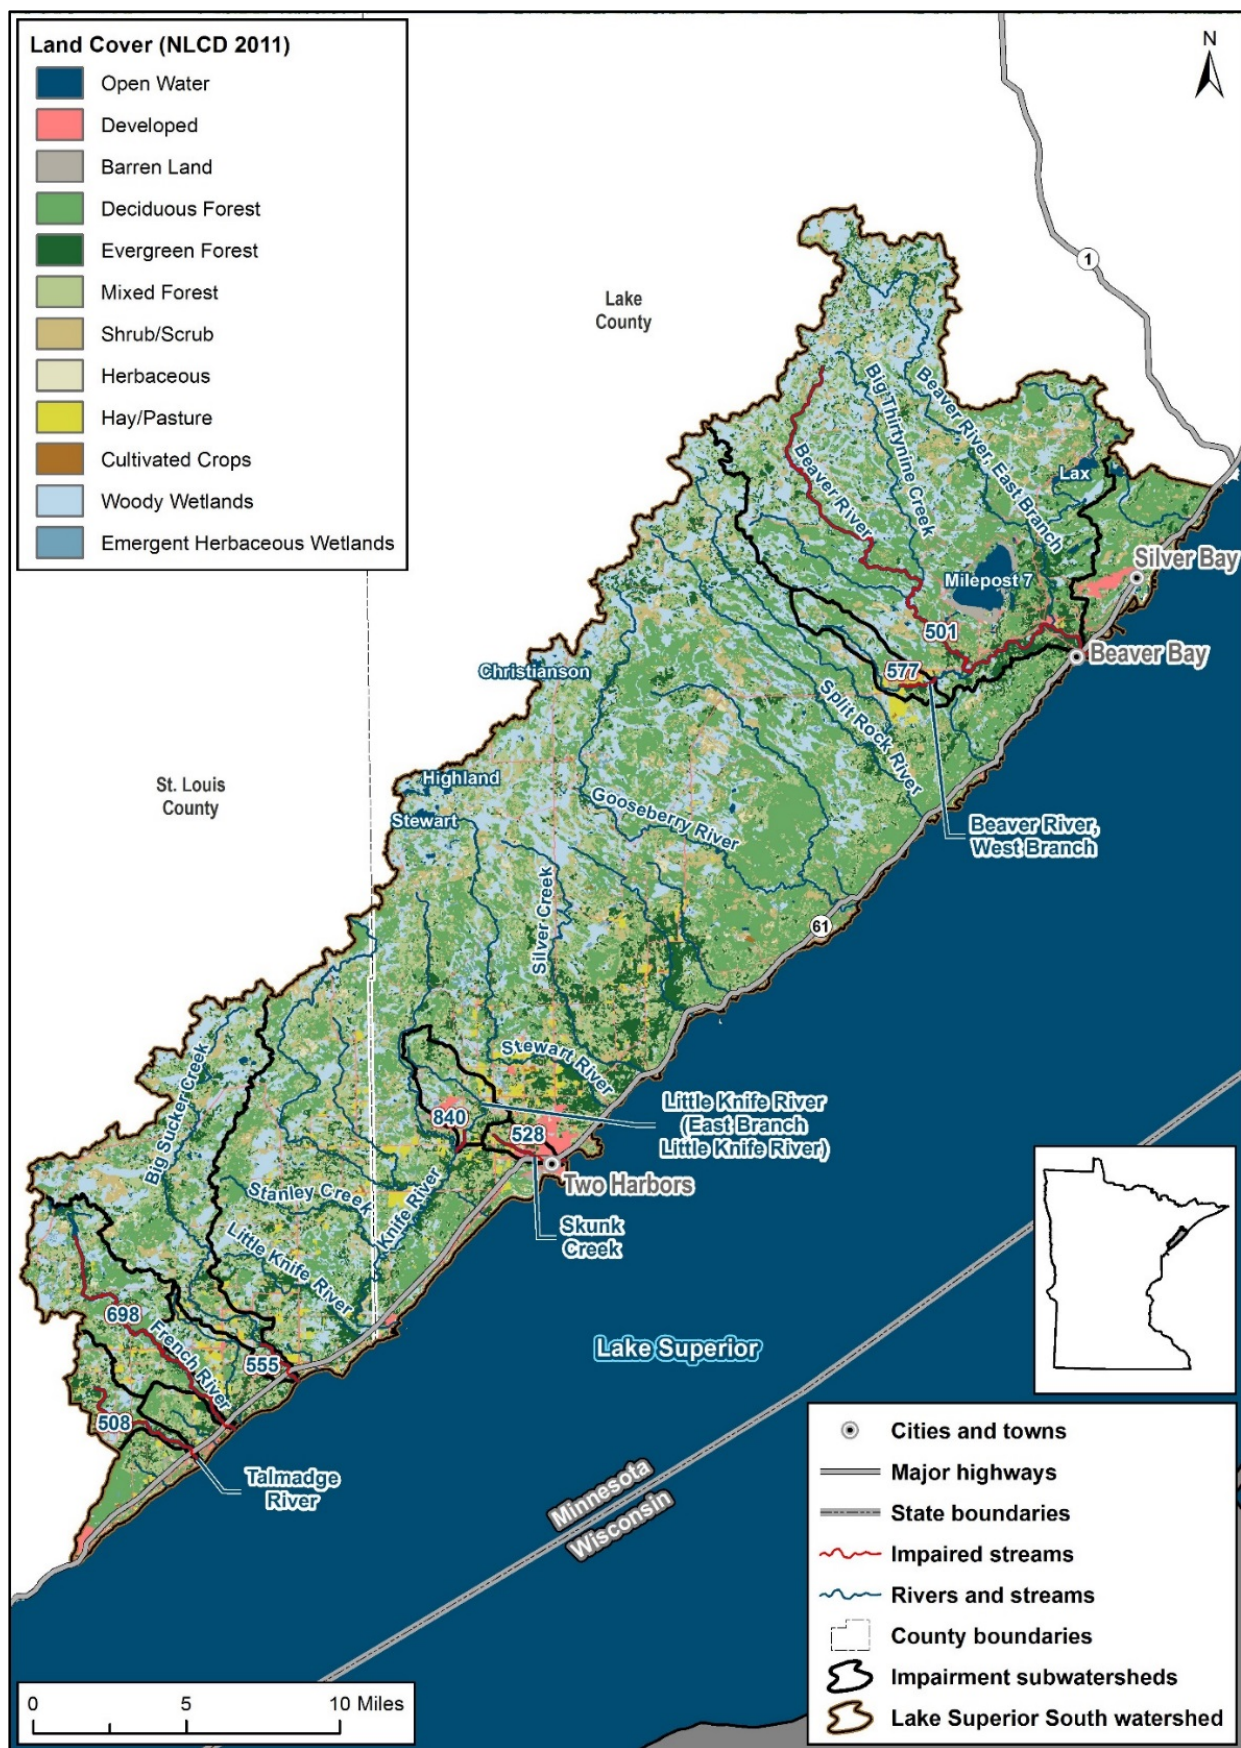 Land Cover (NLCD 2011)
Open Water
Developed
Barren Land
Deciduous Forest
Evergreen Forest
Mixed Forest
Shrub/Scrub
Herbaceous
Hay/Pasture
Cultivated Crops
Woody Wetlands
Emergent Herbaceous Wetlands
N
1
Lake
County
Big Thirtynine Creek
Beaver River, East Branch
Beaver River
Lax
Silver Bay
Milepost 7
501
Beaver Bay
577
Christianson
Split Rock River
St. Louis
County
Highland
Stewart
Gooseberry River
Beaver River,
West Branch
Silver Creek
61
Big Sucker Creek
Stewart River
Little Knife River
(East Branch
Little Knife River)
840
528
Two Harbors
Stanley Creek
Knife River
Skunk
Creek
Little Knife River
698
French River
555
Lake Superior
508
Talmadge
River
Minnesota
Wisconsin
Cities and towns
Major highways
State boundaries
Impaired streams
Rivers and streams
County boundaries
Impairment subwatersheds
Lake Superior South watershed
0 5 10 Miles